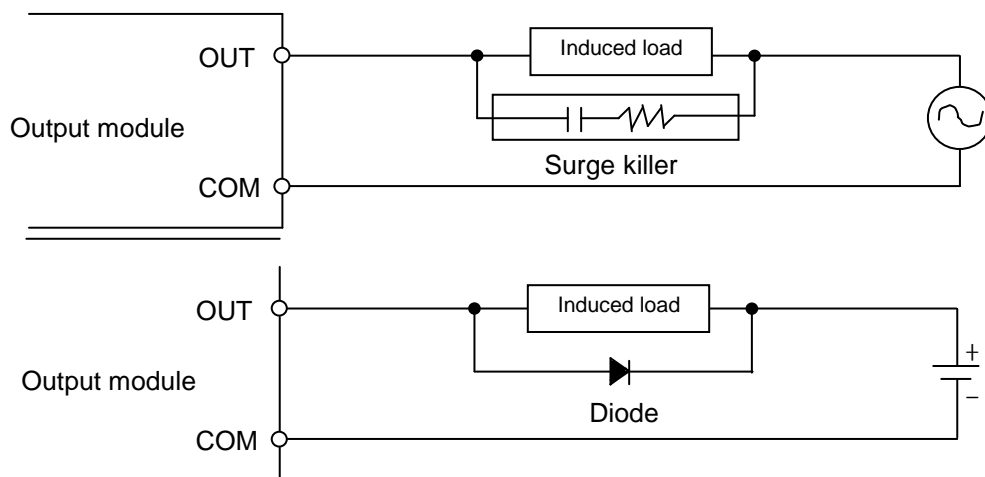 OUT
Induced load
Output module
Surge killer
COM
OUT
Induced load
+
Output module
−
Diode
COM